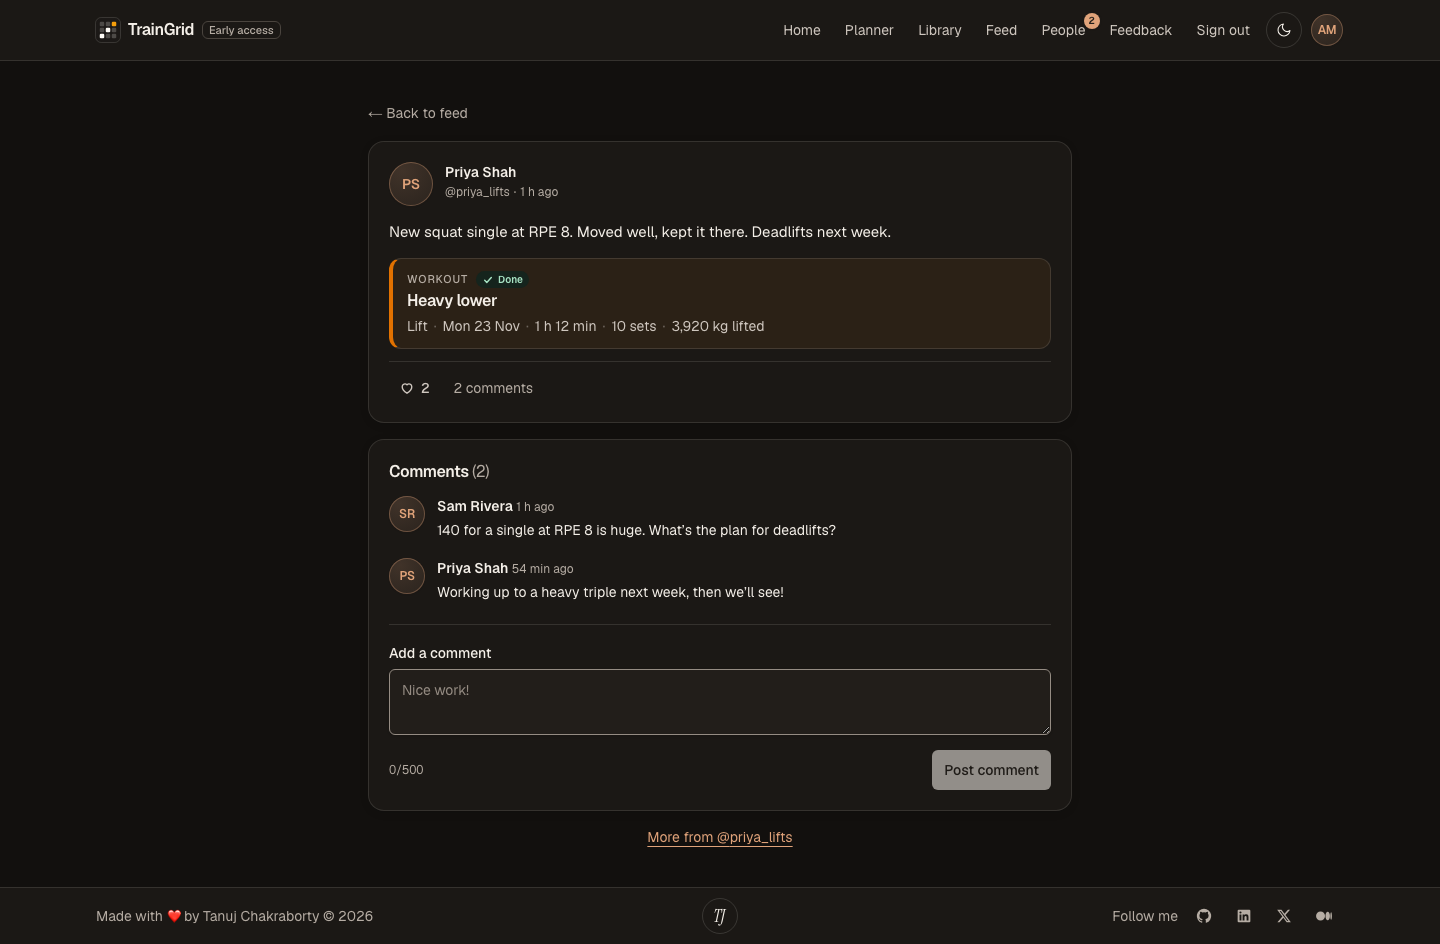 TrainGrid Early access Home Planner Library Feed People 2 Feedback Sign out AM
← Back to feed
PS
Priya Shah
@priya_lifts · 1 h ago
New squat single at RPE 8. Moved well, kept it there. Deadlifts next week.
WORKOUT ✓ Done
Heavy lower
Lift · Mon 23 Nov · 1 h 12 min · 10 sets · 3,920 kg lifted
2 2 comments
Comments (2)
SR
Sam Rivera 1 h ago
140 for a single at RPE 8 is huge. What's the plan for deadlifts?
PS
Priya Shah 54 min ago
Working up to a heavy triple next week, then we'll see!
Add a comment
Nice work!
0/500 Post comment
More from @priya_lifts
Made with ❤️ by Tanuj Chakraborty © 2026 TJ Follow me